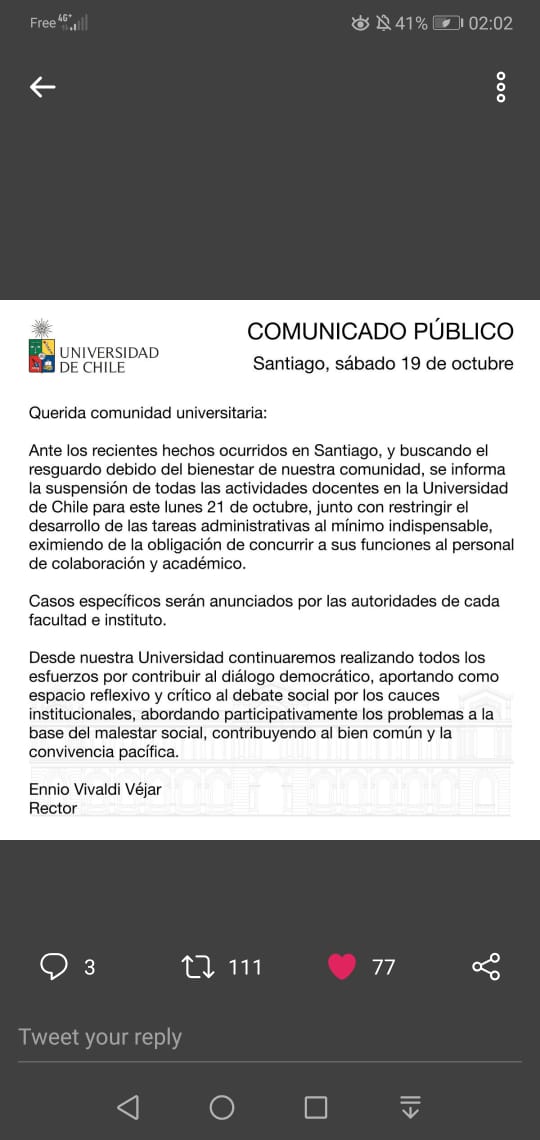 Free 4G+ 41% 02:02
UNIVERSIDAD
DE CHILE
COMUNICADO PÚBLICO
Santiago, sábado 19 de octubre
Querida comunidad universitaria:
Ante los recientes hechos ocurridos en Santiago, y buscando el
resguardo debido del bienestar de nuestra comunidad, se informa
la suspensión de todas las actividades docentes en la Universidad
de Chile para este lunes 21 de octubre, junto con restringir el
desarrollo de las tareas administrativas al mínimo indispensable,
eximiendo de la obligación de concurrir a sus funciones al personal
de colaboración y académico.
Casos específicos serán anunciados por las autoridades de cada
facultad e instituto.
Desde nuestra Universidad continuaremos realizando todos los
esfuerzos por contribuir al diálogo democrático, aportando como
espacio reflexivo y crítico al debate social por los cauces
institucionales, abordando participativamente los problemas a la
base del malestar social, contribuyendo al bien común y la
convivencia pacífica.
Ennio Vivaldi Véjar
Rector
3 111 77
Tweet your reply